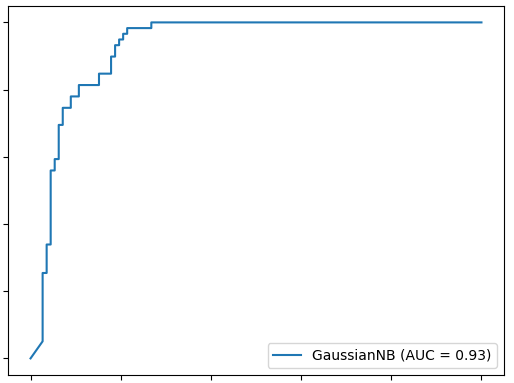 GaussianNB (AUC = 0.93)